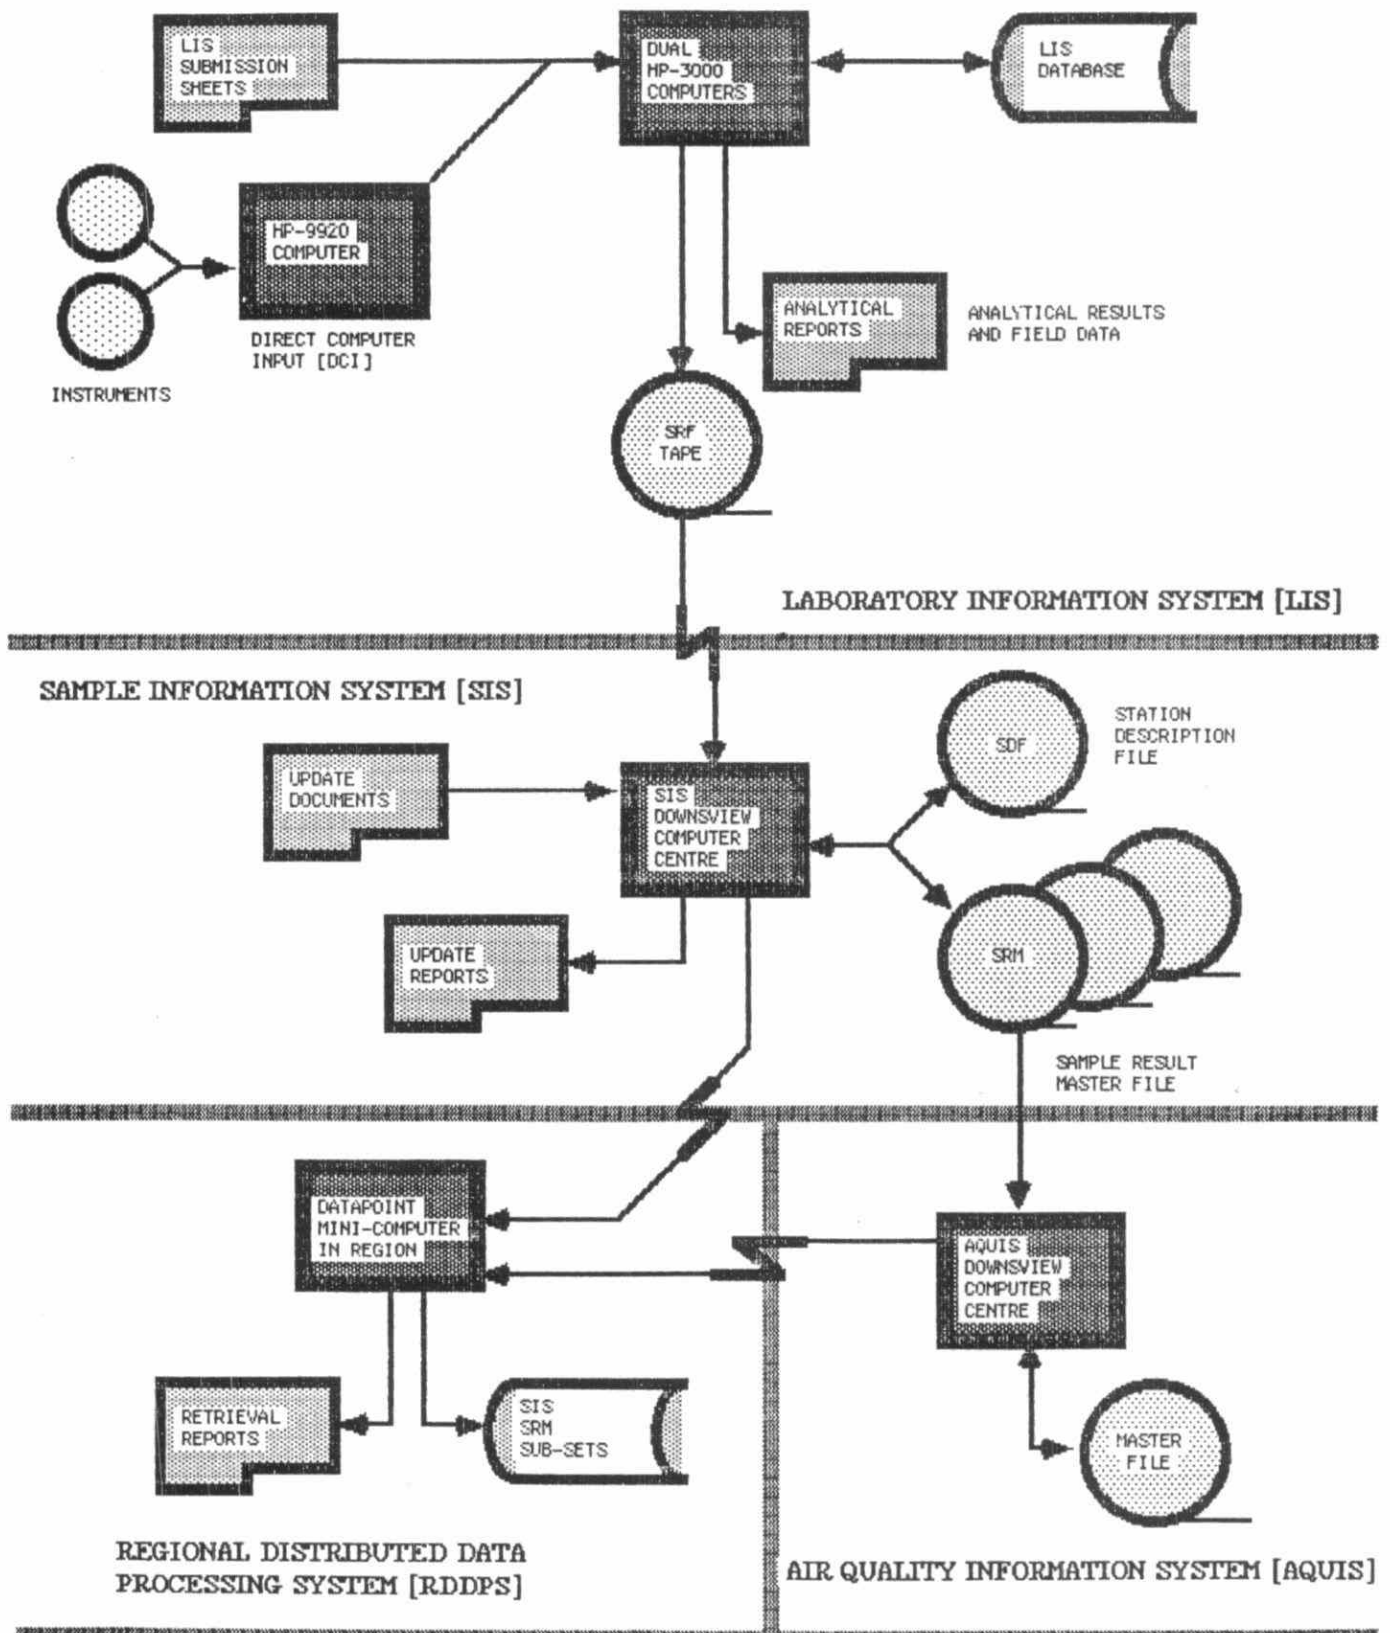 LIS
SUBMISSION
SHEETS
DUAL
HP-3000
COMPUTERS
LIS
DATABASE
HP-9920
COMPUTER
DIRECT COMPUTER
INPUT [DCI]
INSTRUMENTS
ANALYTICAL
REPORTS
ANALYTICAL RESULTS
AND FIELD DATA
SRF
TAPE
LABORATORY INFORMATION SYSTEM [LIS]
SAMPLE INFORMATION SYSTEM [SIS]
UPDATE
DOCUMENTS
SIS
DOWNSVIEW
COMPUTER
CENTRE
SDF
STATION
DESCRIPTION
FILE
UPDATE
REPORTS
SRM
SAMPLE RESULT
MASTER FILE
DATAPOINT
MINI-COMPUTER
IN REGION
AQUIS
DOWNSVIEW
COMPUTER
CENTRE
RETRIEVAL
REPORTS
SIS
SRM
SUB-SETS
MASTER
FILE
REGIONAL DISTRIBUTED DATA
PROCESSING SYSTEM [RDDPS]
AIR QUALITY INFORMATION SYSTEM [AQUIS]